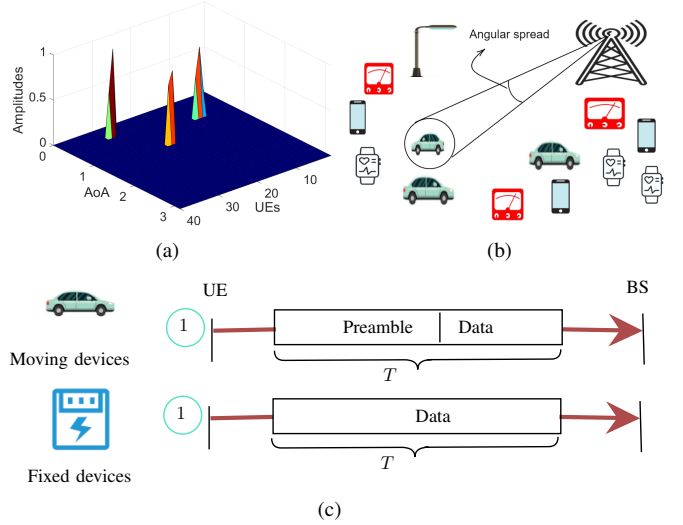 1
0.5
0
Amplitudes
0
1
2
3
AoA
40
30
20
10
UEs
(a)
Angular spread
(b)
UE
BS
1
Preamble
Data
T
Moving devices
1
Data
T
Fixed devices
(c)